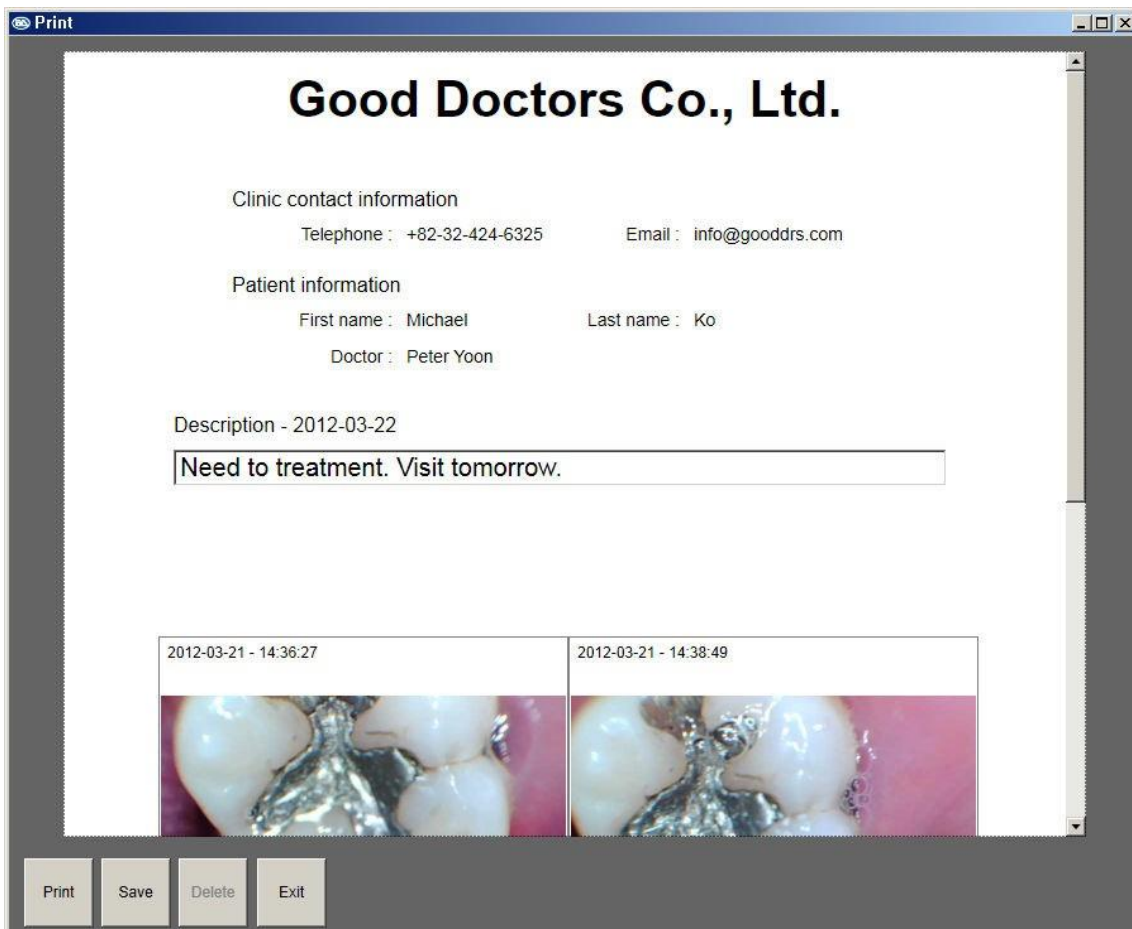 Print
Good Doctors Co., Ltd.
Clinic contact information
Telephone : +82-32-424-6325 Email : info@gooddrs.com
Patient information
First name : Michael Last name : Ko
Doctor : Peter Yoon
Description - 2012-03-22
Need to treatment. Visit tomorrow.
2012-03-21 - 14:36:27 2012-03-21 - 14:38:49
Print Save Delete Exit